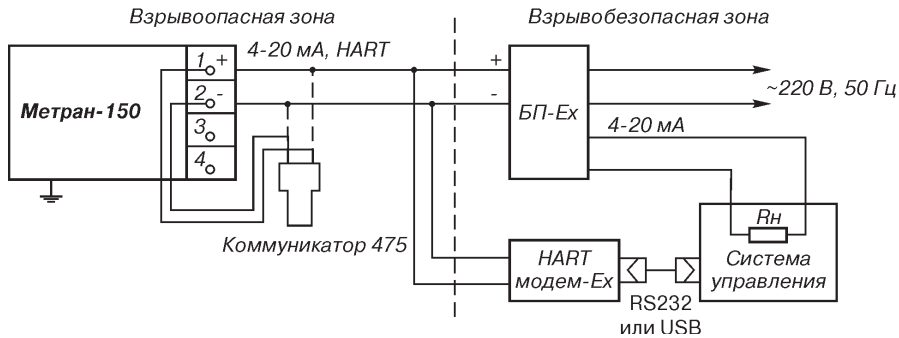 Взрывоопасная зона
Взрывобезопасная зона
1 +
4-20 мА, HART
+
2 -
-
Метран-150
БП-Ex
~220 В, 50 Гц
3
4-20 мА
4
Rн
Коммуникатор 475
HART
модем-Ex
Система
управления
RS232
или USB